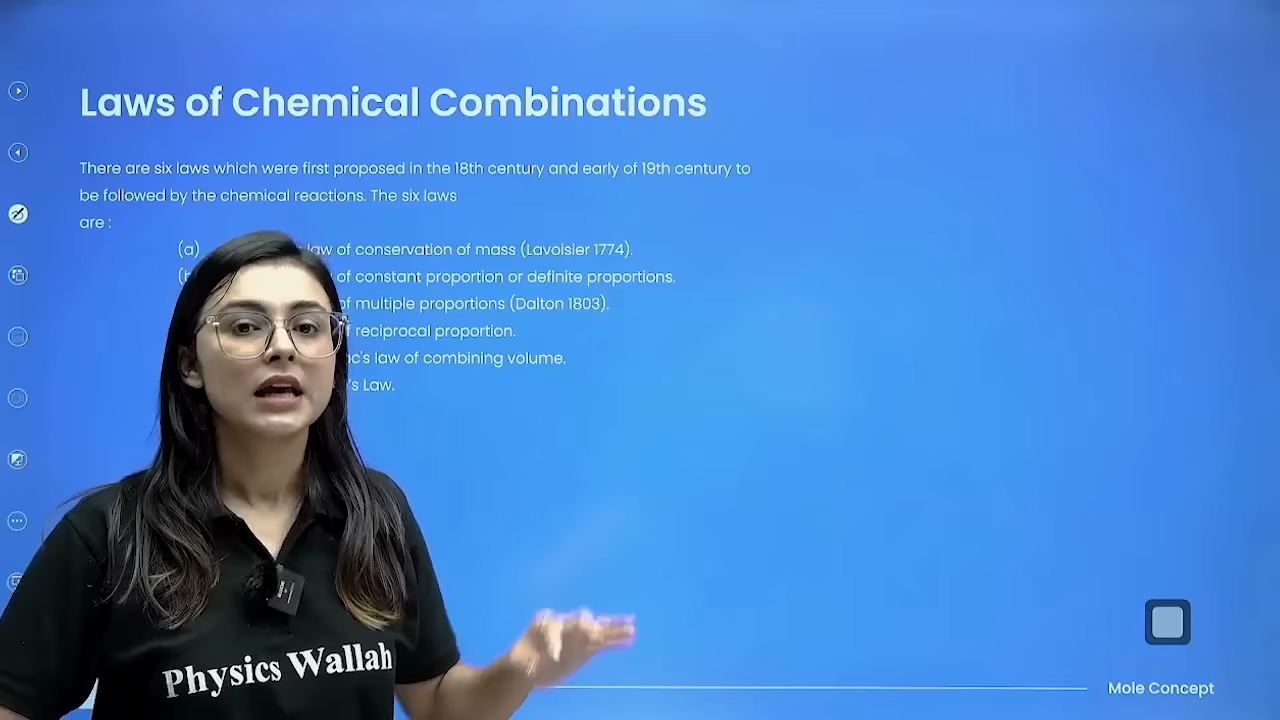 Laws of Chemical Combinations
There are six laws which were first proposed in the 18th century and early of 19th century to
be followed by the chemical reactions. The six laws
are :
(a) law of conservation of mass (Lavoisier 1774).
of constant proportion or definite proportions.
of multiple proportions (Dalton 1803).
reciprocal proportion.
law of combining volume.
Law.
Physics Wallah
Mole Concept